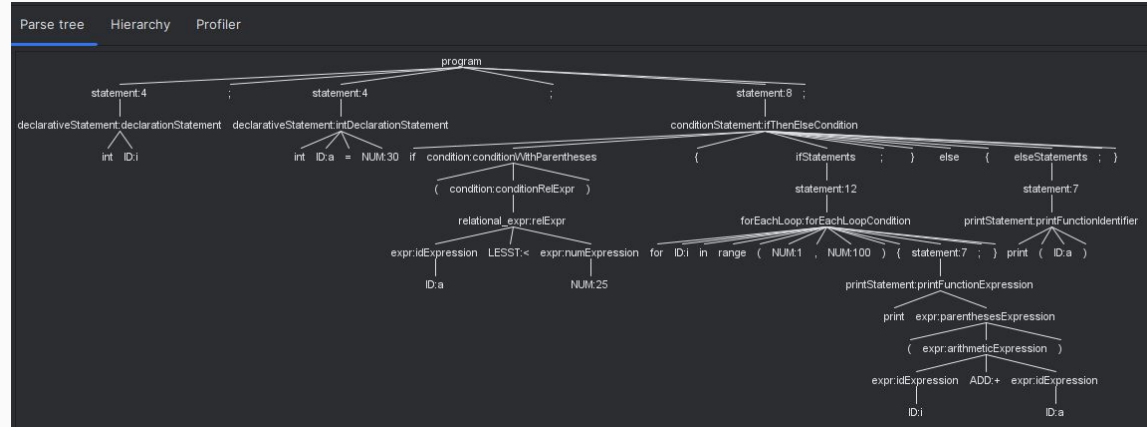 Parse tree Hierarchy Profiler
program
statement:4 ; statement:4 ; statement:8 ;
declarativeStatement:declarationStatement declarativeStatement:intDeclarationStatement conditionStatement:ifThenElseCondition
int ID:i int ID:a = NUM:30 if condition:conditionWithParentheses { ifStatements ; } else { elseStatements ; }
( condition:conditionRelExpr ) statement:12 statement:7
relational_expr:relExpr forEachLoop:forEachLoopCondition printStatement:printFunctionIdentifier
expr:idExpression LESST:< expr:numExpression for ID:i in range ( NUM:1 , NUM:100 ) { statement:7 ; } print ( ID:a )
ID:a NUM:25 printStatement:printFunctionExpression
print expr:parenthesesExpression
( expr:arithmeticExpression )
expr:idExpression ADD:+ expr:idExpression
ID:i ID:a